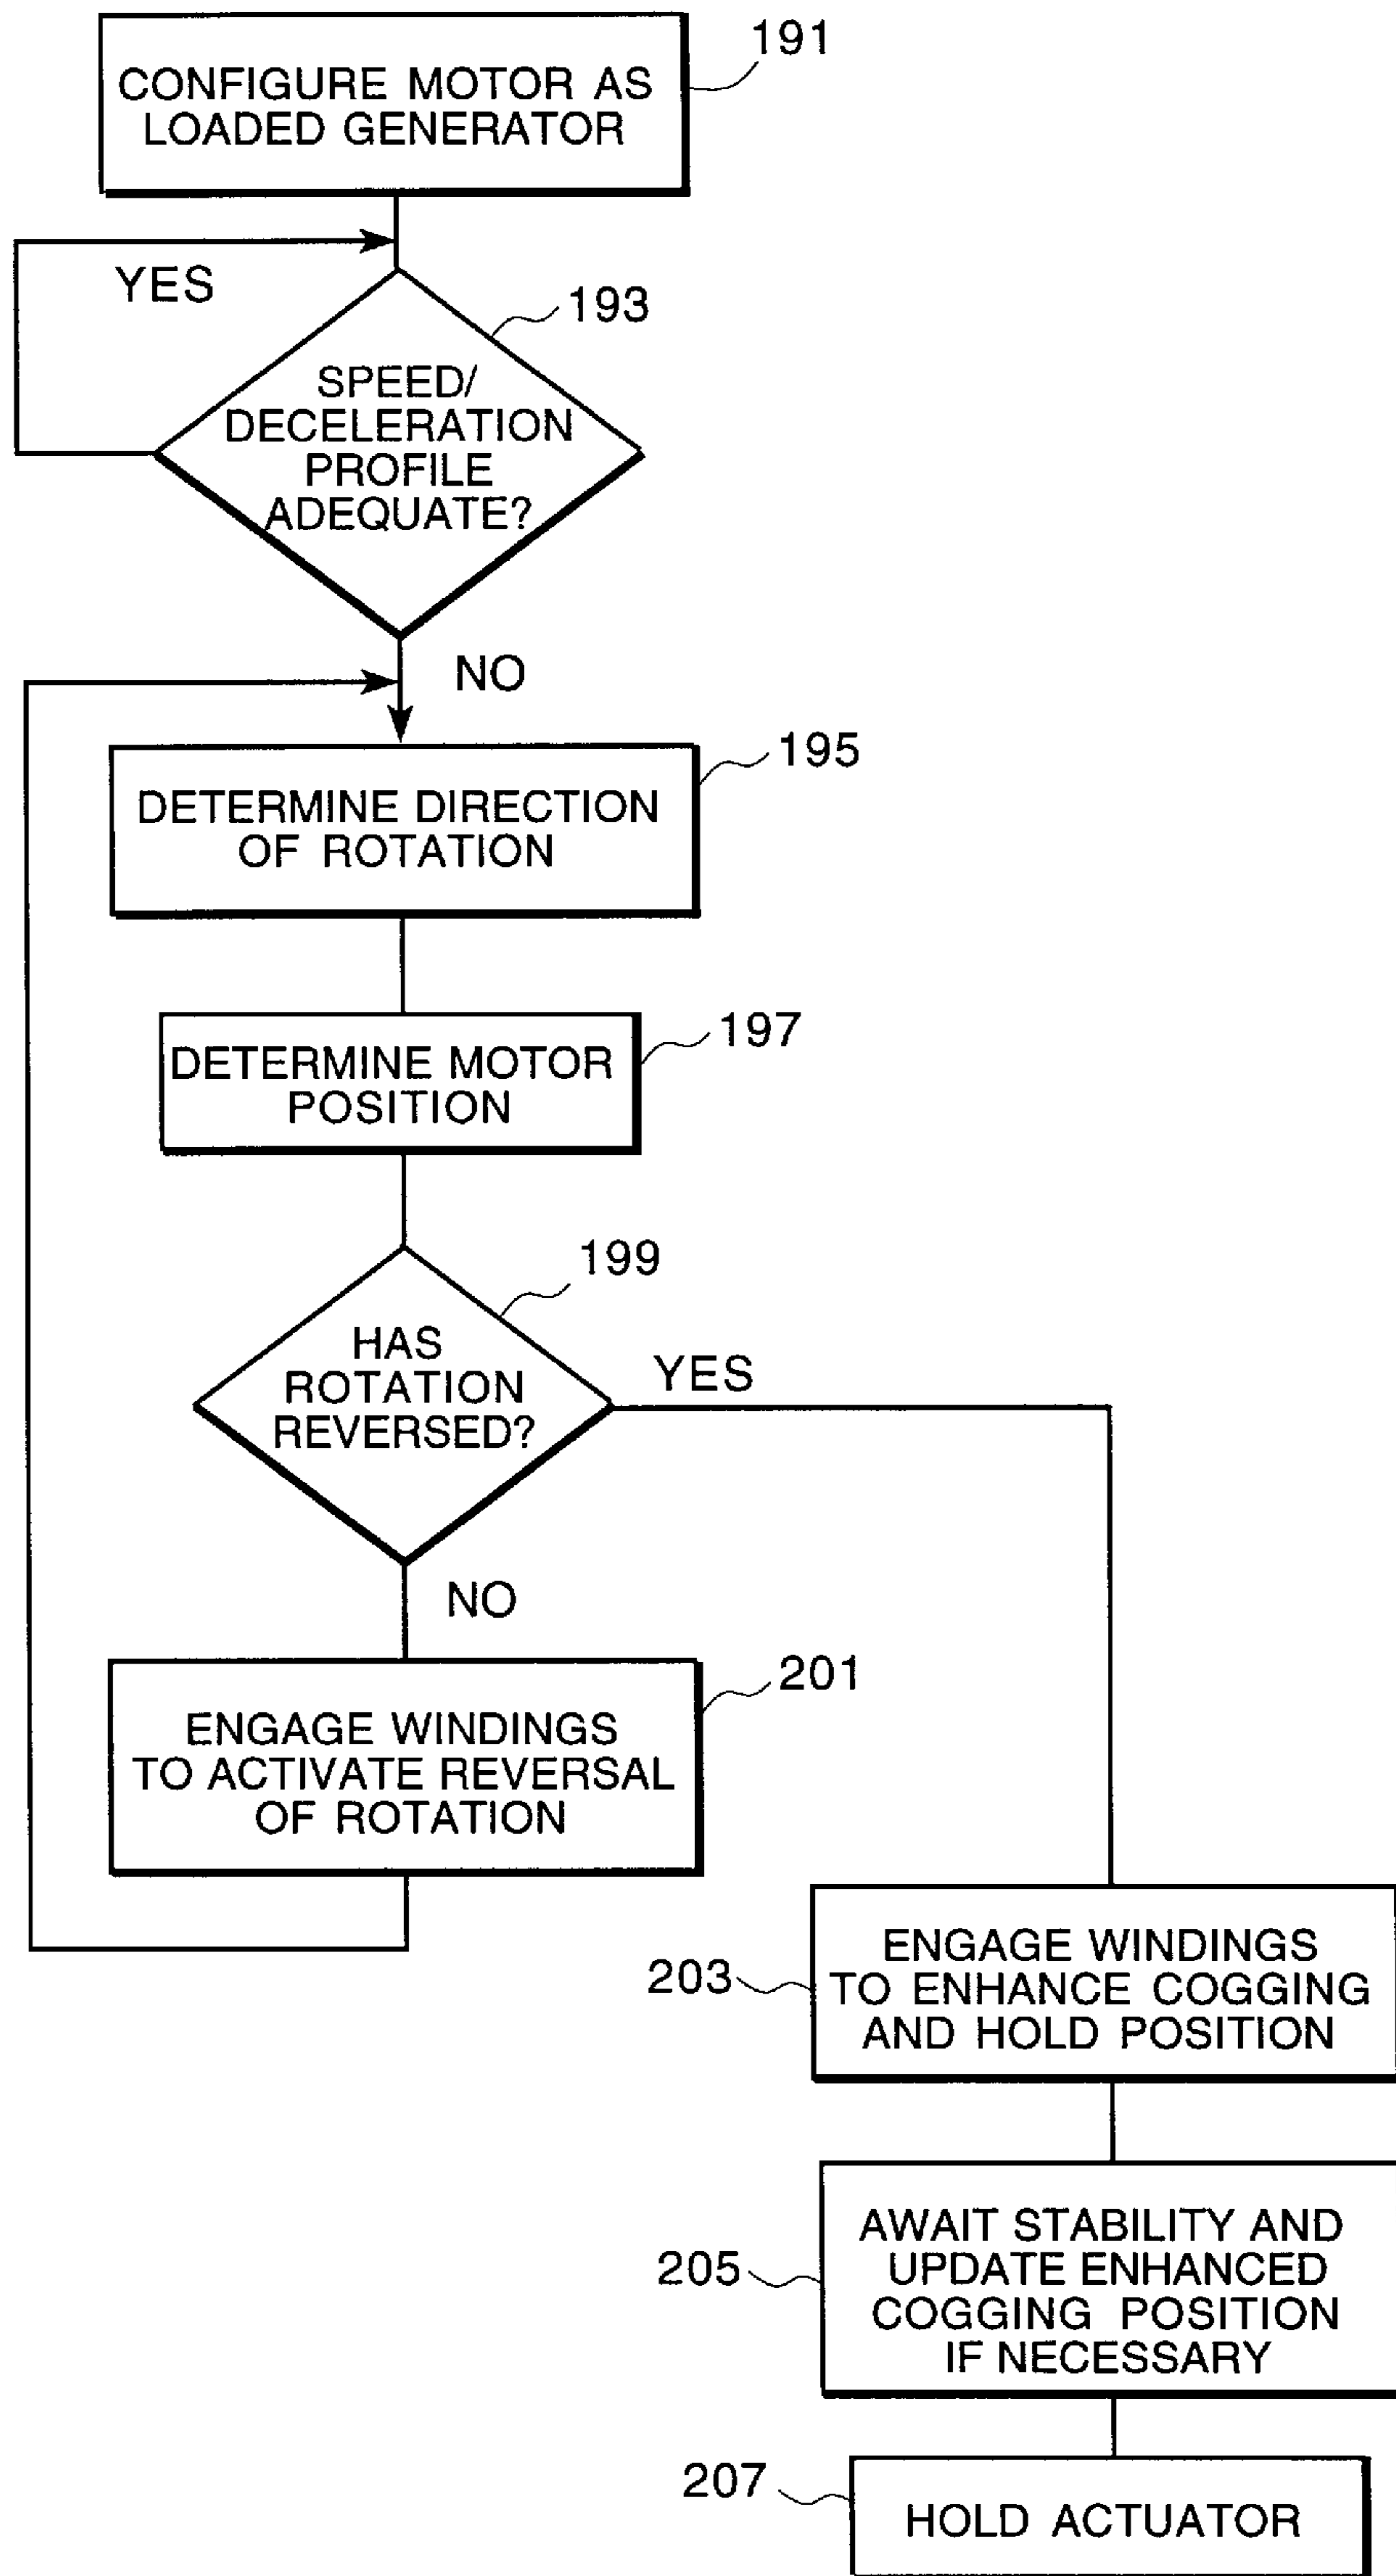 191
CONFIGURE MOTOR AS
LOADED GENERATOR
YES
193
SPEED/
DECELERATION
PROFILE
ADEQUATE?
NO
195
DETERMINE DIRECTION
OF ROTATION
197
DETERMINE MOTOR
POSITION
199
HAS
ROTATION
REVERSED?
YES
NO
201
ENGAGE WINDINGS
TO ACTIVATE REVERSAL
OF ROTATION
203
ENGAGE WINDINGS
TO ENHANCE COGGING
AND HOLD POSITION
205
AWAIT STABILITY AND
UPDATE ENHANCED
COGGING POSITION
IF NECESSARY
207
HOLD ACTUATOR